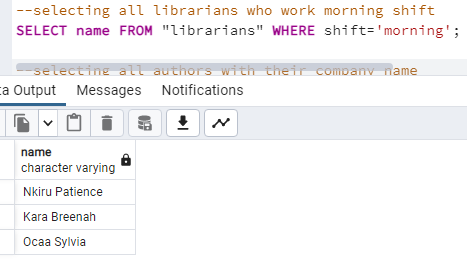 --selecting all librarians who work morning shift
SELECT name FROM "librarians" WHERE shift='morning';
--selecting all authors with their company name
ta Output Messages Notifications
name
character varying
Nkiru Patience
Kara Breenah
Ocaa Sylvia